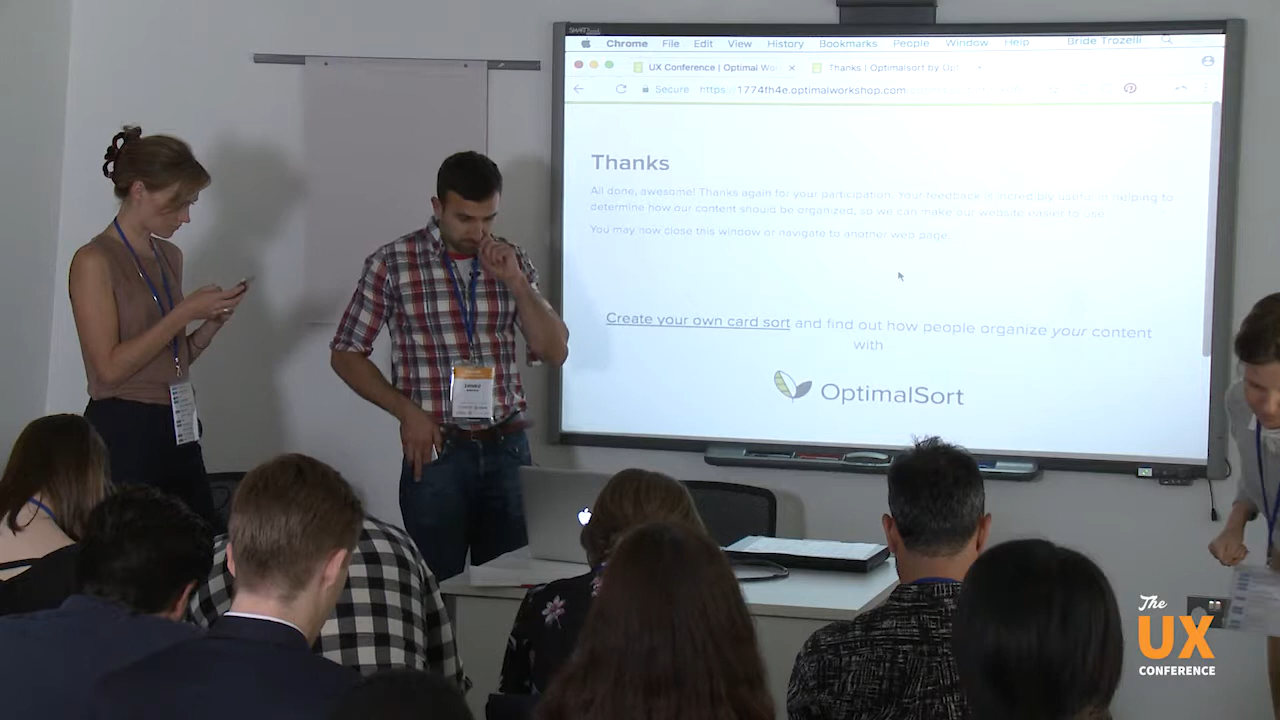 SMART
Chrome File Edit View History Bookmarks People Window Help Bride Trozelli
UX Conference | Optimal Wo × Thanks | Optimalsort by Op ×
Secure https://1774fh4e.optimalworkshop.com
Thanks
All done, awesome! Thanks again for your participation. Your feedback is incredibly useful in helping to
determine how our content should be organized, so we can make our website easier to use.
You may now close this window or navigate to another web page.
Create your own card sort and find out how people organize your content
with
OptimalSort
The
UX
CONFERENCE